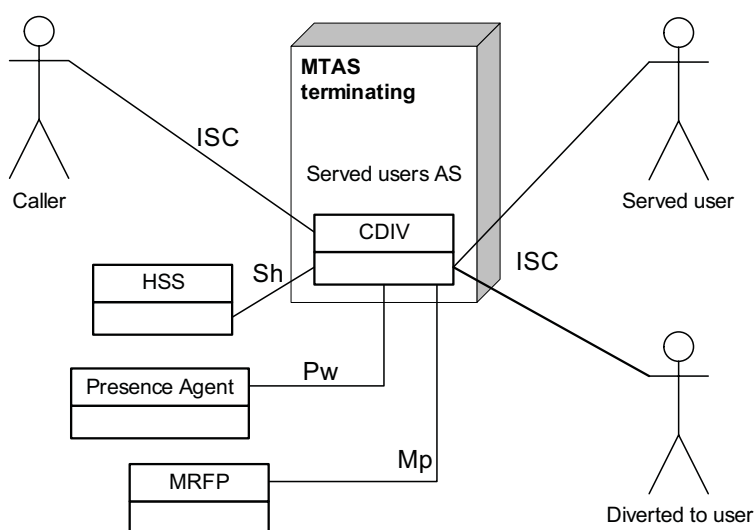 MTAS
terminating
ISC
Served users AS
Caller
Served user
CDIV
ISC
Sh
HSS
Pw
Presence Agent
Mp
MRFP
Diverted to user